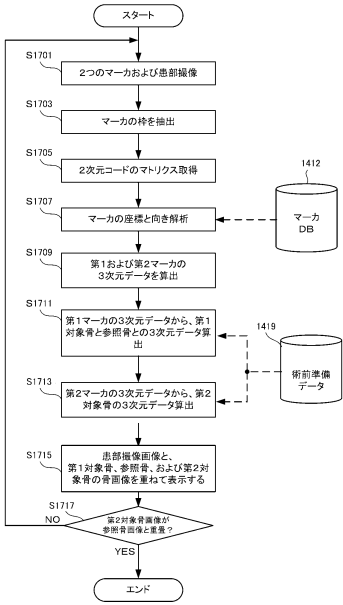 スタート
S1701
2つのマーカおよび患部撮像
S1703
マーカの枠を抽出
S1705
2次元コードのマトリクス取得
1412
S1707
マーカの座標と向き解析
マーカ
DB
S1709
第1および第2マーカの
3次元データを算出
S1711
第1マーカの3次元データから、第1
対象骨と参照骨との3次元データ算
出
1419
術前準備
データ
S1713
第2マーカの3次元データから、第2
対象骨の3次元データ算出
S1715
患部撮像画像と、
第1対象骨、参照骨、および第2対
象骨の骨画像を重ねて表示する
S1717
NO
第2対象骨画像が
参照骨画像と重畳？
YES
エンド